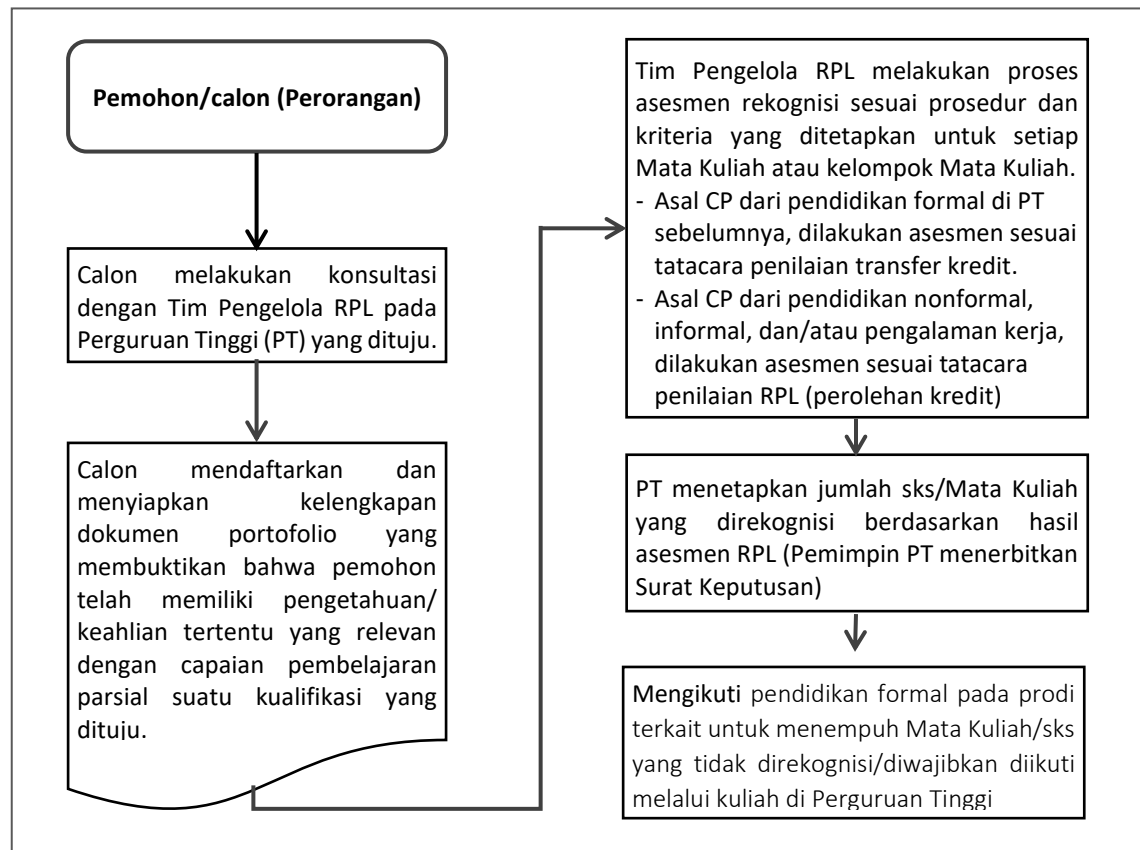 Pemohon/calon (Perorangan)
Calon melakukan konsultasi
dengan Tim Pengelola RPL pada
Perguruan Tinggi (PT) yang dituju.
Calon mendaftarkan dan
menyiapkan kelengkapan
dokumen portofolio yang
membuktikan bahwa pemohon
telah memiliki pengetahuan/
keahlian tertentu yang relevan
dengan capaian pembelajaran
parsial suatu kualifikasi yang
dituju.
Tim Pengelola RPL melakukan proses
asesmen rekognisi sesuai prosedur dan
kriteria yang ditetapkan untuk setiap
Mata Kuliah atau kelompok Mata Kuliah.
- Asal CP dari pendidikan formal di PT
sebelumnya, dilakukan asesmen sesuai
tatacara penilaian transfer kredit.
- Asal CP dari pendidikan nonformal,
informal, dan/atau pengalaman kerja,
dilakukan asesmen sesuai tatacara
penilaian RPL (perolehan kredit)
PT menetapkan jumlah sks/Mata Kuliah
yang direkognisi berdasarkan hasil
asesmen RPL (Pemimpin PT menerbitkan
Surat Keputusan)
Mengikuti pendidikan formal pada prodi
terkait untuk menempuh Mata Kuliah/sks
yang tidak direkognisi/diwajibkan diikuti
melalui kuliah di Perguruan Tinggi